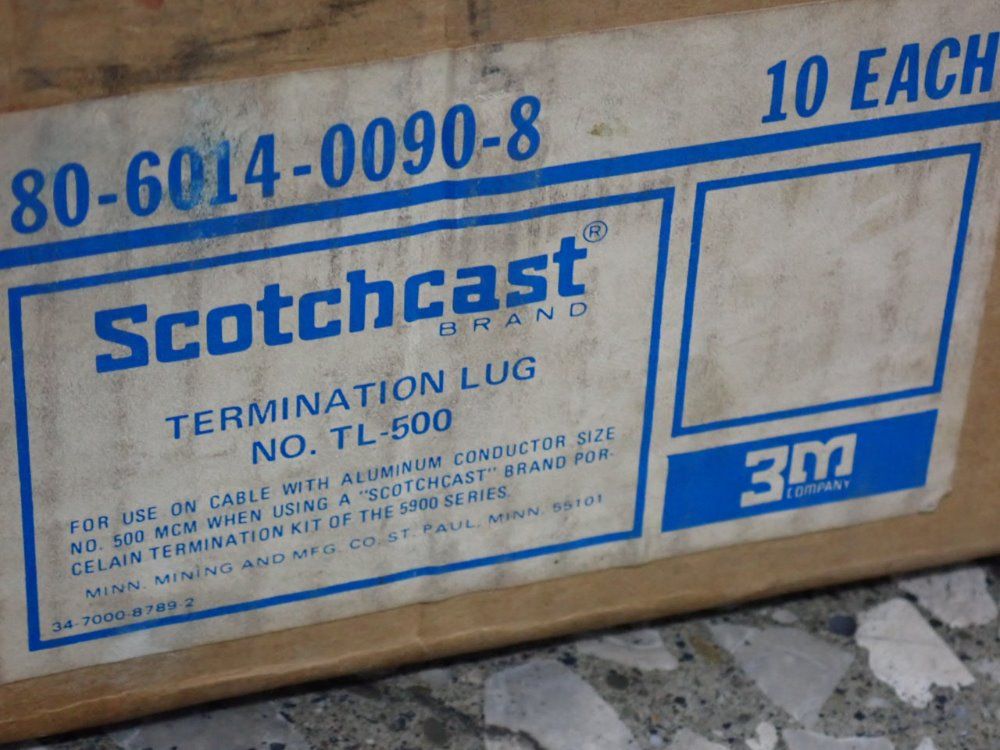 80-6014-0090-8
10 EACH
Scotchcast®
BRAND
TERMINATION LUG
NO. TL-500
FOR USE ON CABLE WITH ALUMINUM CONDUCTOR SIZE
NO. 500 MCM WHEN USING A "SCOTCHCAST" BRAND POR-
CELAIN TERMINATION KIT OF THE 5900 SERIES.
MINN. MINING AND MFG. CO. ST. PAUL, MINN. 55101
34-7000-8789-2
3M
COMPANY